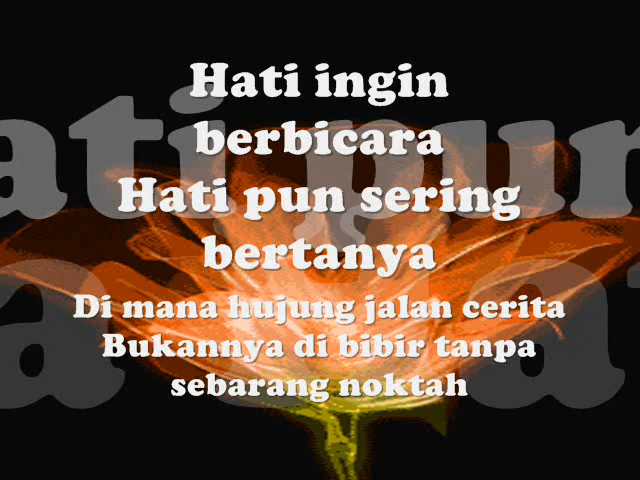 Hati ingin
berbicara
Hati pun sering
bertanya
Di mana hujung jalan cerita
Bukannya di bibir tanpa
sebarang noktah